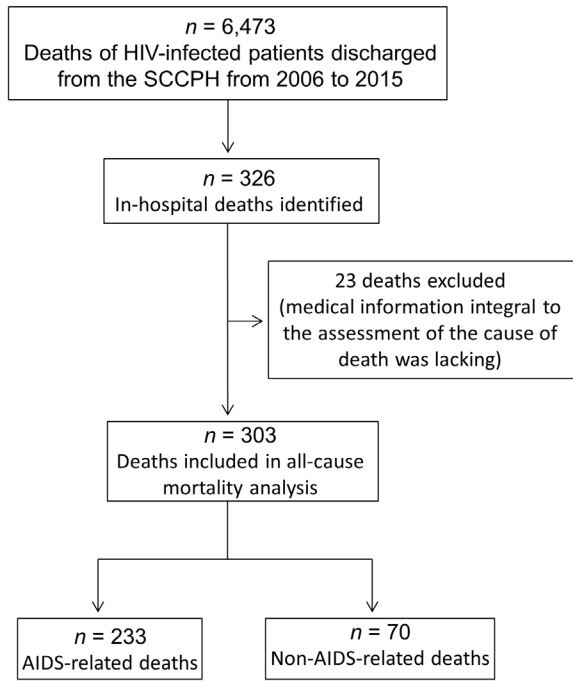 n = 6,473
Deaths of HIV-infected patients discharged
from the SCCPH from 2006 to 2015
n = 326
In-hospital deaths identified
23 deaths excluded
(medical information integral to
the assessment of the cause of
death was lacking)
n = 303
Deaths included in all-cause
mortality analysis
n = 233
AIDS-related deaths
n = 70
Non-AIDS-related deaths